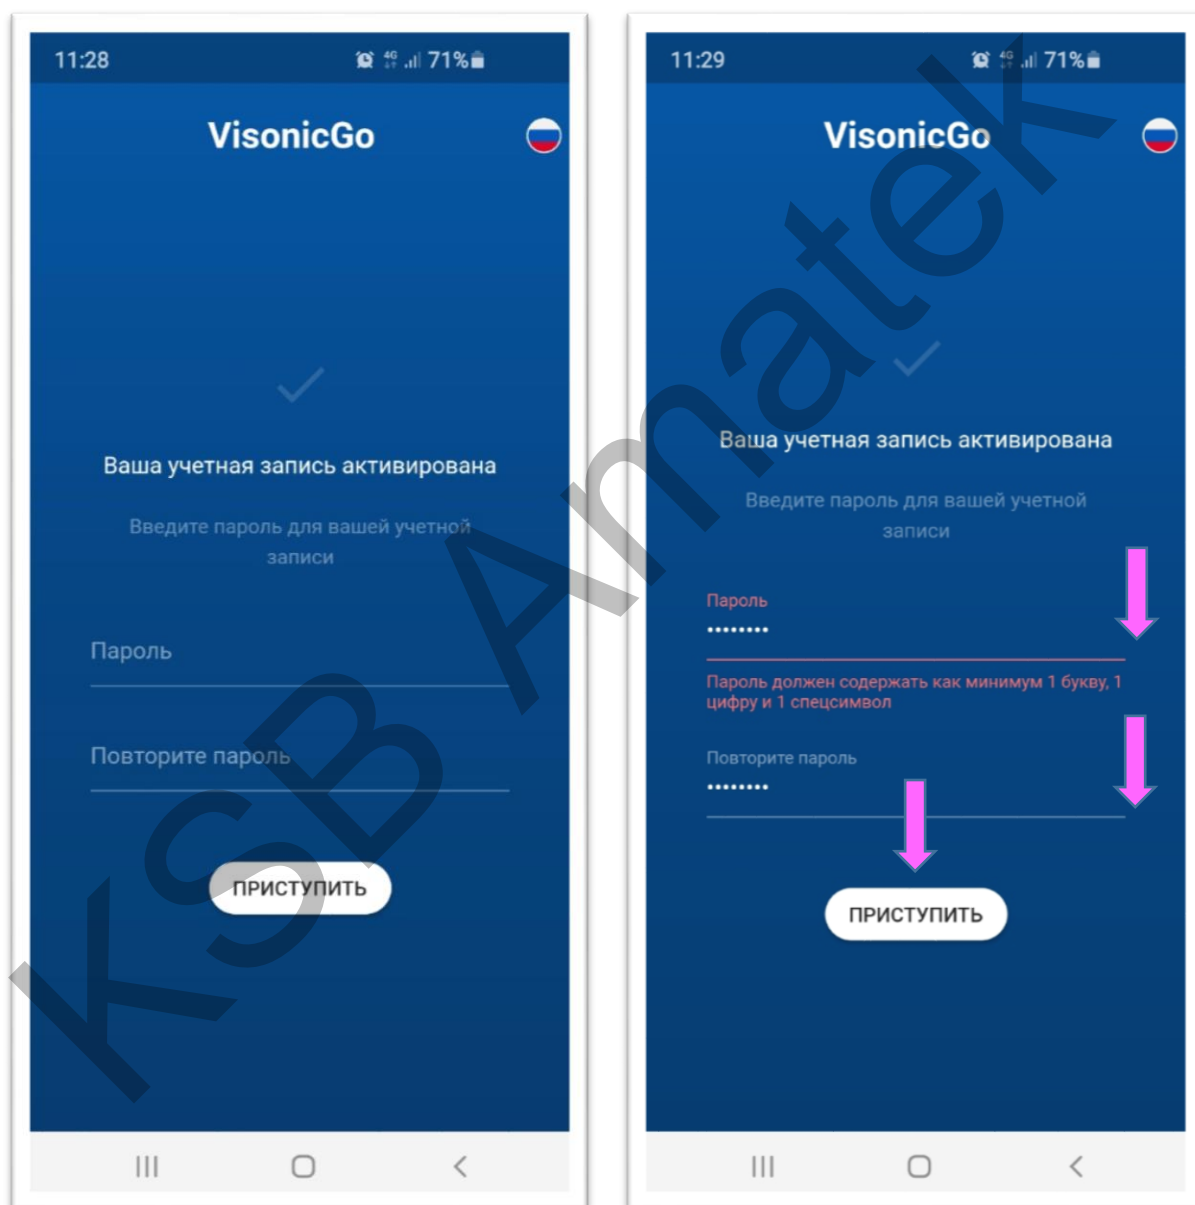 11:28
4G
71%
VisonicGo
Ваша учетная запись активирована
Введите пароль для вашей учетной
записи
Пароль
Повторите пароль
ПРИСТУПИТЬ
11:29
4G
71%
VisonicGo
Ваша учетная запись активирована
Введите пароль для вашей учетной
записи
Пароль
••••••••
Пароль должен содержать как минимум 1 букву, 1
цифру и 1 спецсимвол
Повторите пароль
••••••••
ПРИСТУПИТЬ
KSB Amatek